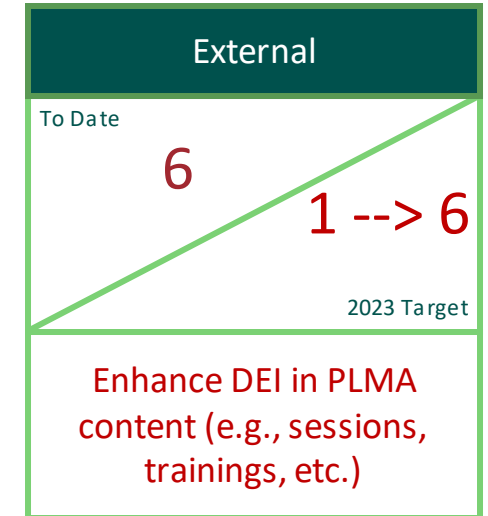 External
To Date
6
1 --> 6
2023 Target
Enhance DEI in PLMA
content (e.g., sessions,
trainings, etc.)